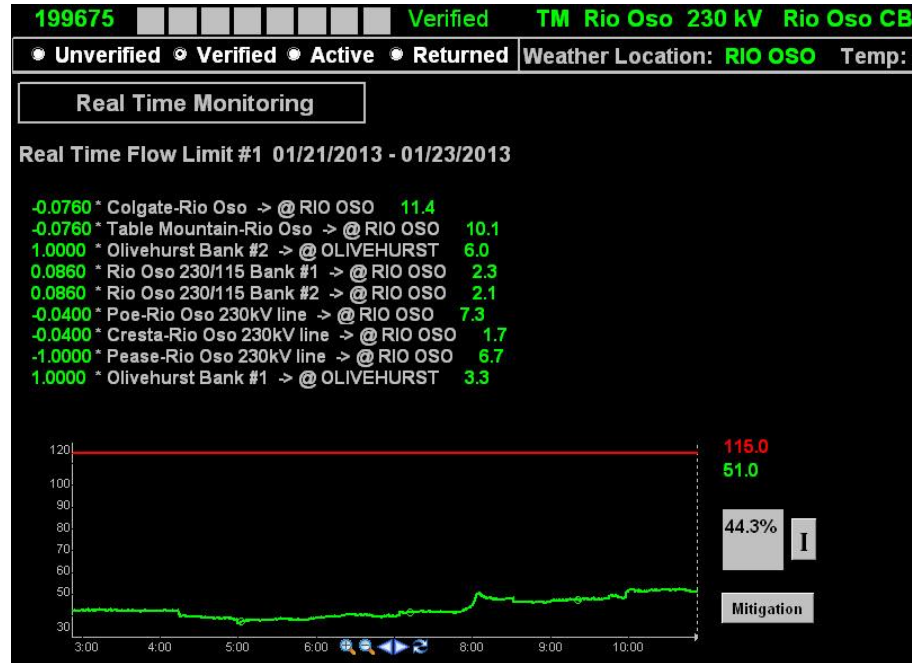 199675 Verified TM Rio Oso 230 kV Rio Oso CB
Unverified Verified Active Returned Weather Location: RIO OSO Temp:
Real Time Monitoring
Real Time Flow Limit #1 01/21/2013 - 01/23/2013
-0.0760 * Colgate-Rio Oso -> @ RIO OSO 11.4
-0.0760 * Table Mountain-Rio Oso -> @ RIO OSO 10.1
1.0000 * Olivehurst Bank #2 -> @ OLIVEHURST 6.0
0.0860 * Rio Oso 230/115 Bank #1 -> @ RIO OSO 2.3
0.0860 * Rio Oso 230/115 Bank #2 -> @ RIO OSO 2.1
-0.0400 * Poe-Rio Oso 230kV line -> @ RIO OSO 7.3
-0.0400 * Cresta-Rio Oso 230kV line -> @ RIO OSO 1.7
-1.0000 * Pease-Rio Oso 230kV line -> @ RIO OSO 6.7
1.0000 * Olivehurst Bank #1 -> @ OLIVEHURST 3.3
120
100
90
80
70
60
50
30
115.0
51.0
44.3%
I
Mitigation
3:00 4:00 5:00 6:00 8:00 9:00 10:00